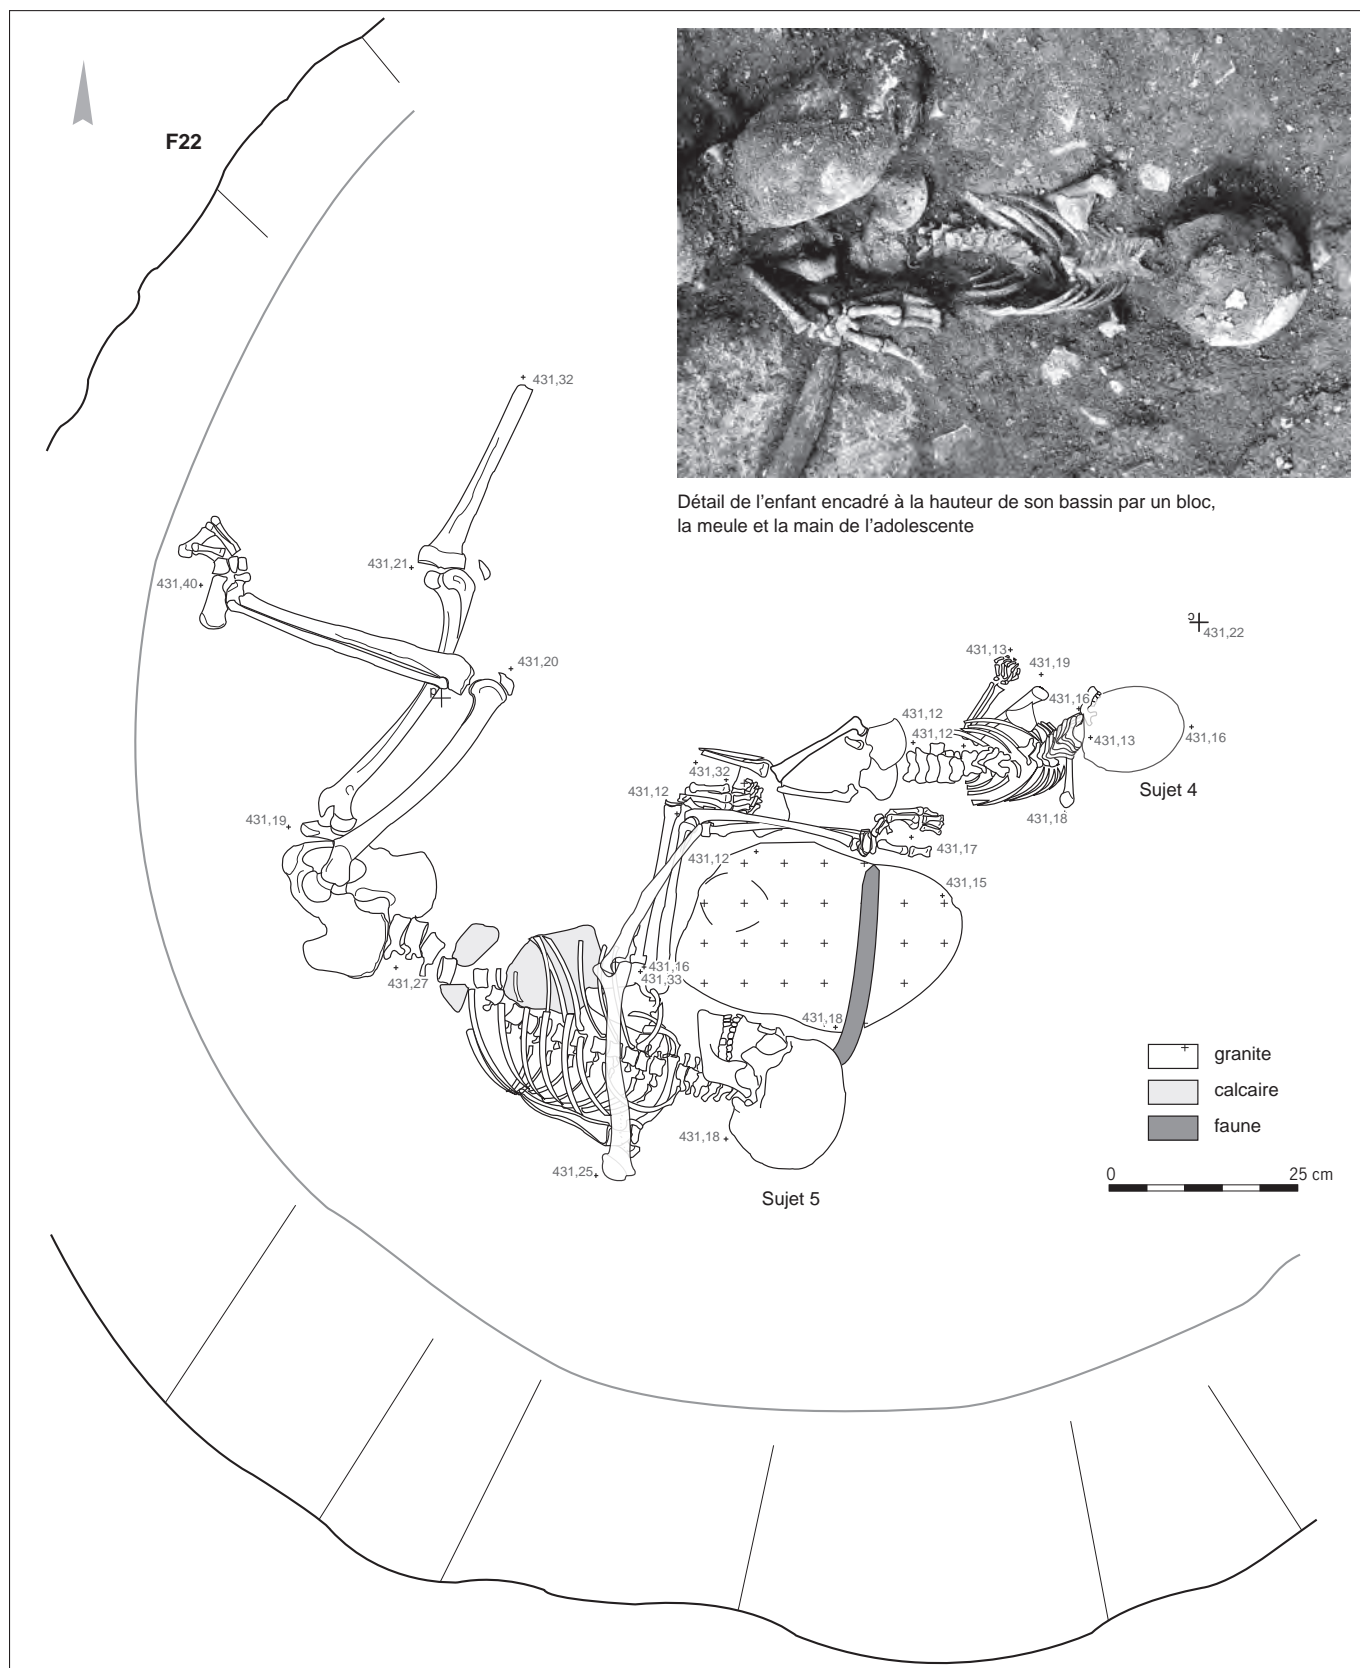 F22
Détail de l'enfant encadré à la hauteur de son bassin par un bloc,
la meule et la main de l'adolescente
431,32
431,21
431,40
431,20
431,22
431,13
431,19
431,16
431,12
431,12
431,13
431,16
Sujet 4
431,32
431,12
431,18
431,19
431,17
431,12
431,15
431,16
431,33
431,27
431,18
431,18
431,25
Sujet 5
granite
calcaire
faune
0 25 cm